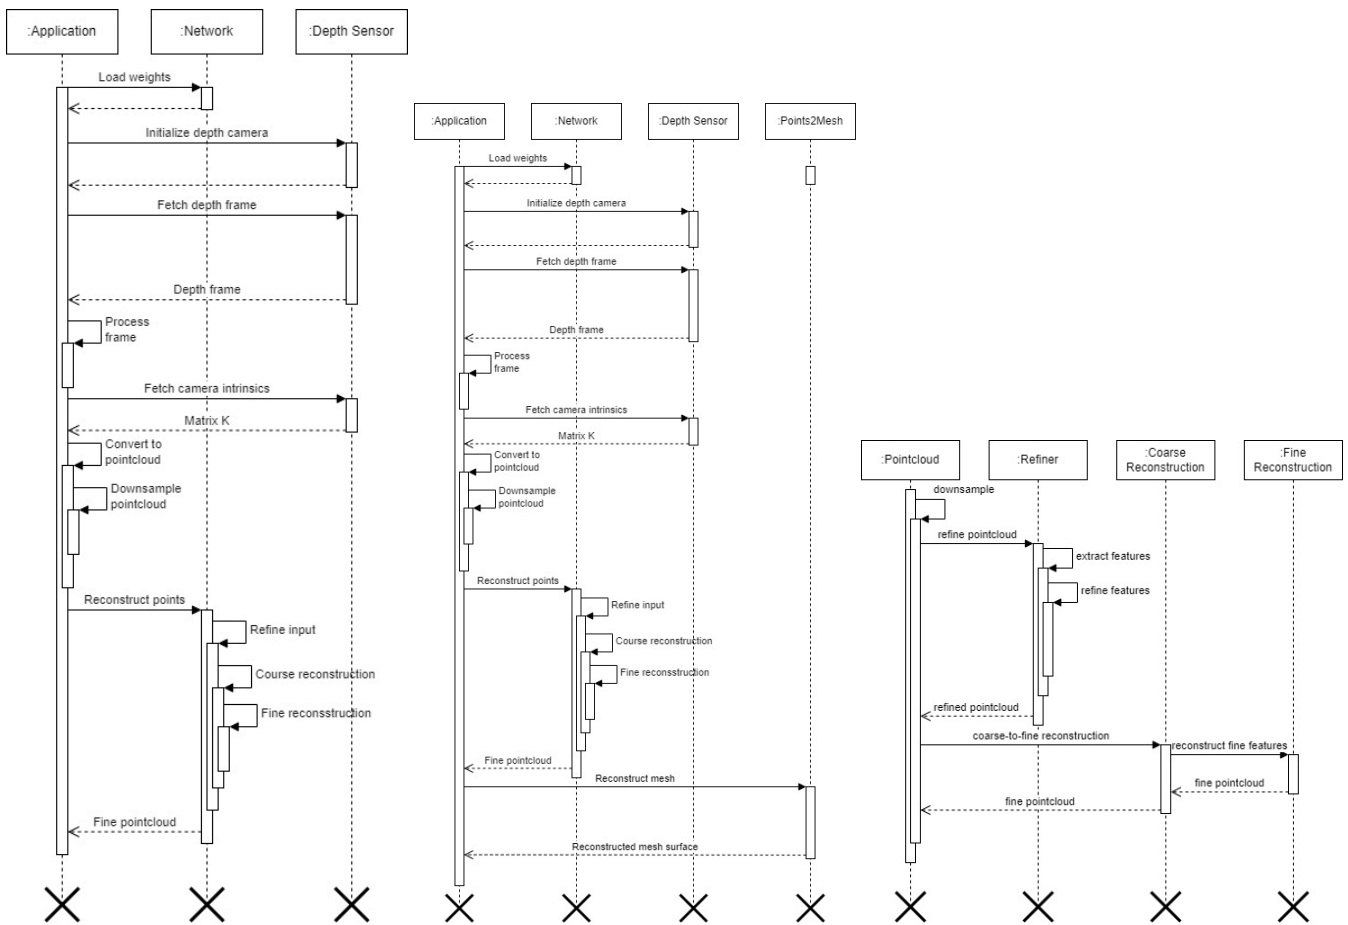 :Application
:Network
:Depth Sensor
Load weights
Initialize depth camera
Fetch depth frame
Depth frame
Process
frame
Fetch camera intrinsics
Matrix K
Convert to
pointcloud
Downsample
pointcloud
Reconstruct points
Refine input
Course reconstruction
Fine reconsstruction
Fine pointcloud
:Application
:Network
:Depth Sensor
:Points2Mesh
Load weights
Initialize depth camera
Fetch depth frame
Depth frame
Process
frame
Fetch camera intrinsics
Matrix K
Convert to
pointcloud
Downsample
pointcloud
Reconstruct points
Refine input
Course reconstruction
Fine reconsstruction
Fine pointcloud
Reconstruct mesh
Reconstructed mesh surface
:Pointcloud
:Refiner
:Coarse
Reconstruction
:Fine
Reconstruction
downsample
refine pointcloud
extract features
refine features
refined pointcloud
coarse-to-fine reconstruction
reconstruct fine features
fine pointcloud
fine pointcloud